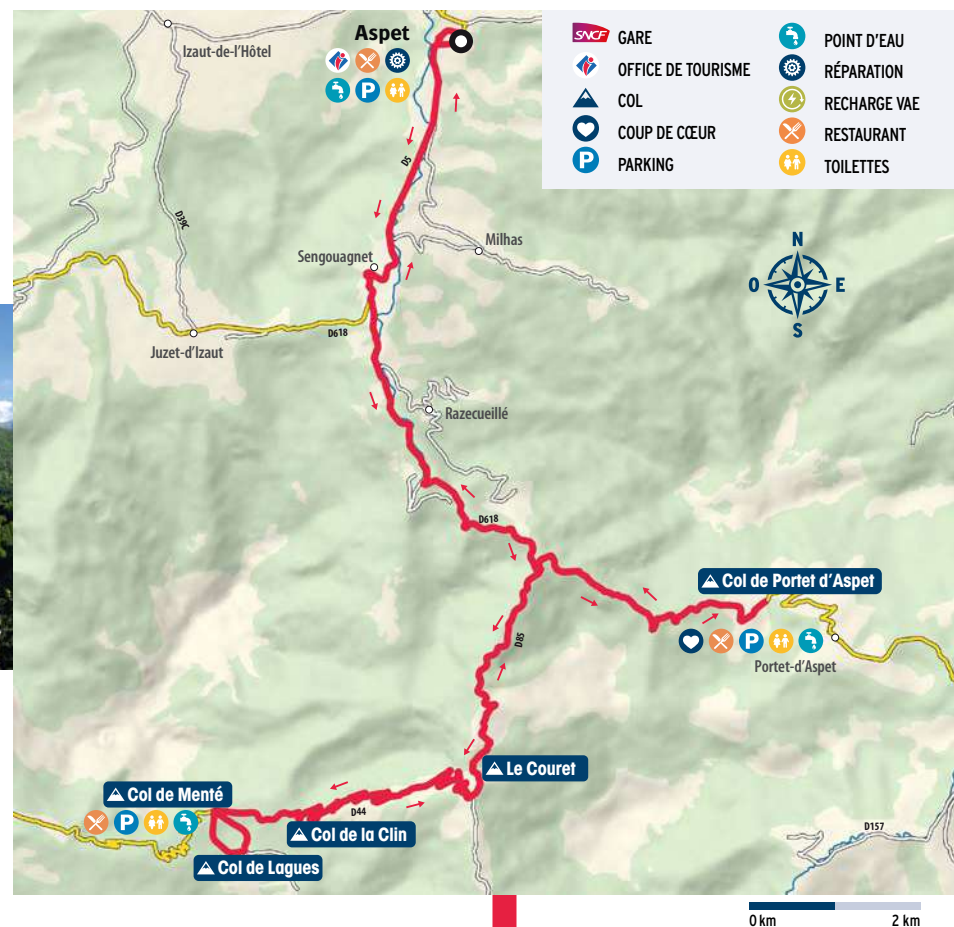 Aspet
Izaut-de-l'Hôtel
SNCF GARE
OFFICE DE TOURISME
COL
COUP DE CŒUR
P PARKING
POINT D'EAU
RÉPARATION
RECHARGE VAE
RESTAURANT
TOILETTES
P
D5
D39C
Milhas
Sengouagnet
N
O E
S
D618
Juzet-d'Izaut
Razecueillé
D618
Col de Portet d'Aspet
P
D85
Portet-d'Aspet
Le Couret
Col de Menté
P
D44
Col de la Clin
D157
Col de Lagues
0 km 2 km